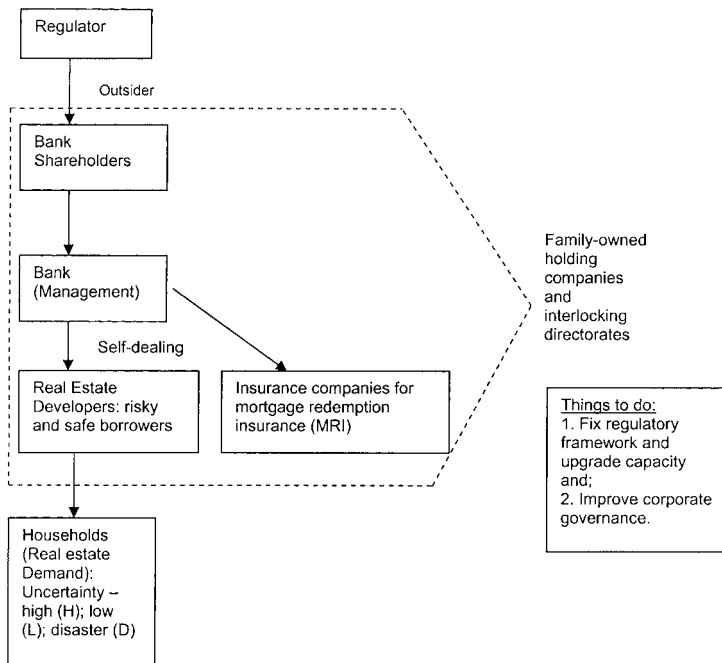 Regulator
Outsider
Bank
Shareholders
Bank
(Management)
Self-dealing
Real Estate
Developers: risky
and safe borrowers
Insurance companies for
mortgage redemption
insurance (MRI)
Family-owned
holding
companies
and
interlocking
directorates
Things to do:
1. Fix regulatory
framework and
upgrade capacity
and;
2. Improve corporate
governance.
Households
(Real estate
Demand):
Uncertainty –
high (H); low
(L); disaster (D)